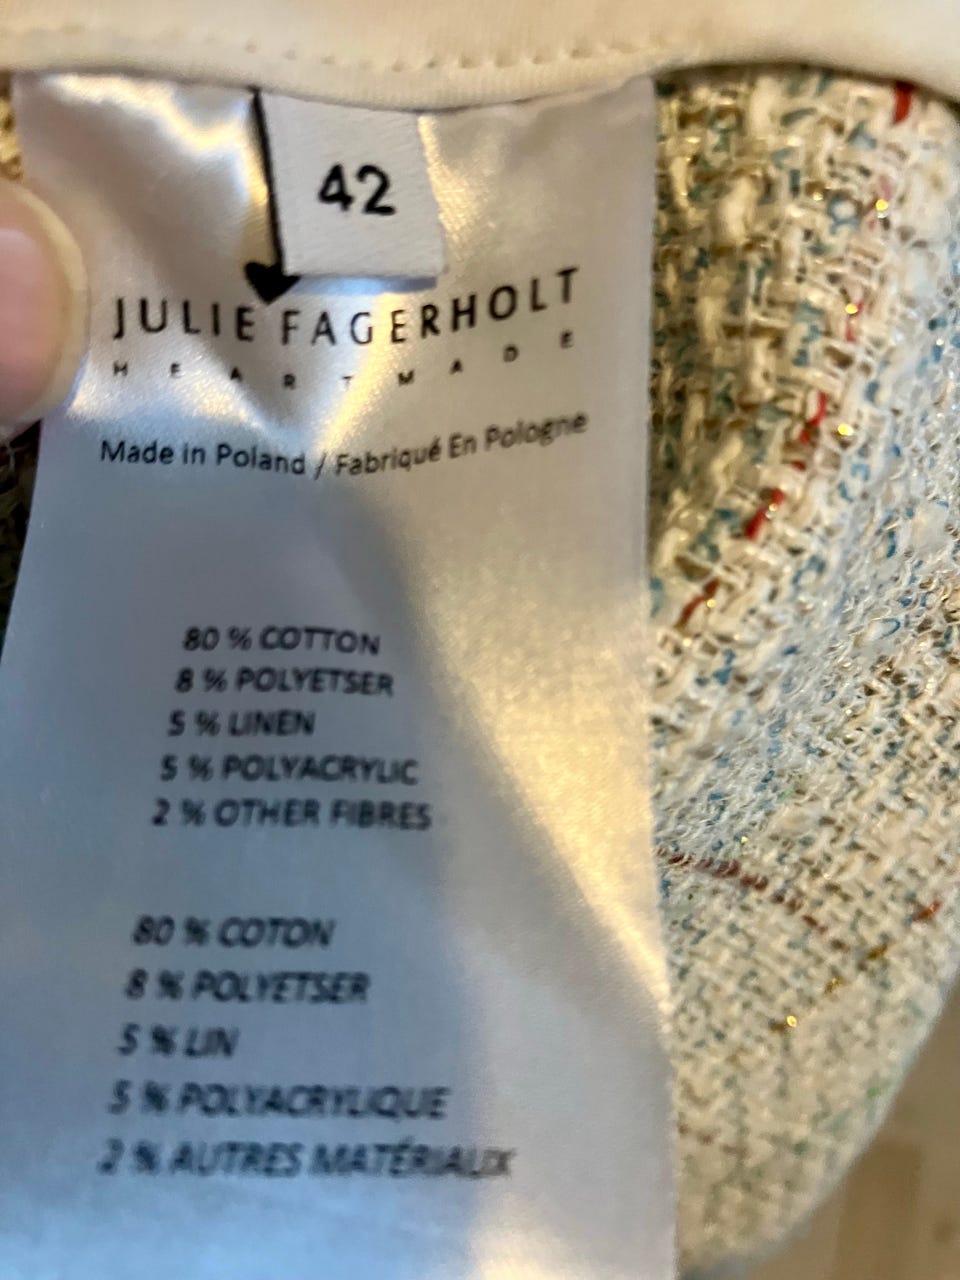 42
JULIE FAGERHOLT
HEARTMADE
Made in Poland / Fabriqué En Pologne
80 % COTTON
8 % POLYETSER
5 % LINEN
5 % POLYACRYLIC
2 % OTHER FIBRES
80 % COTON
8 % POLYETSER
5 % LIN
5 % POLYACRYLIQUE
2 % AUTRES MATÉRIAUX